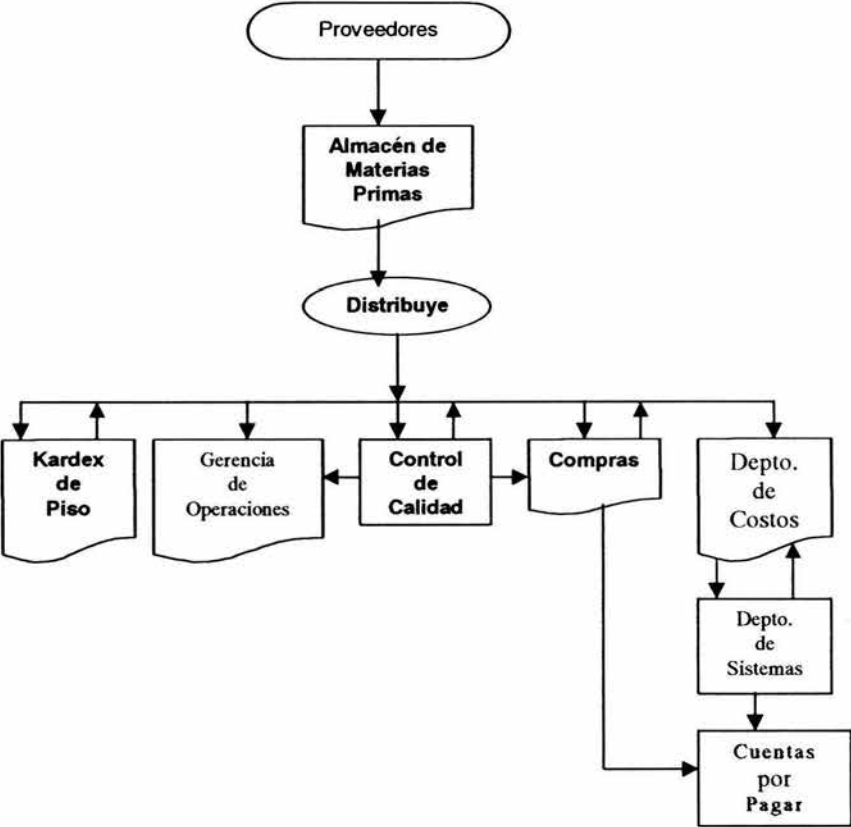 Proveedores
Almacén de
Materias
Primas
Distribuye
Kardex
de
Piso
Gerencia
de
Operaciones
Control
de
Calidad
Compras
Depto.
de
Costos
Depto.
de
Sistemas
Cuentas
por
Pagar